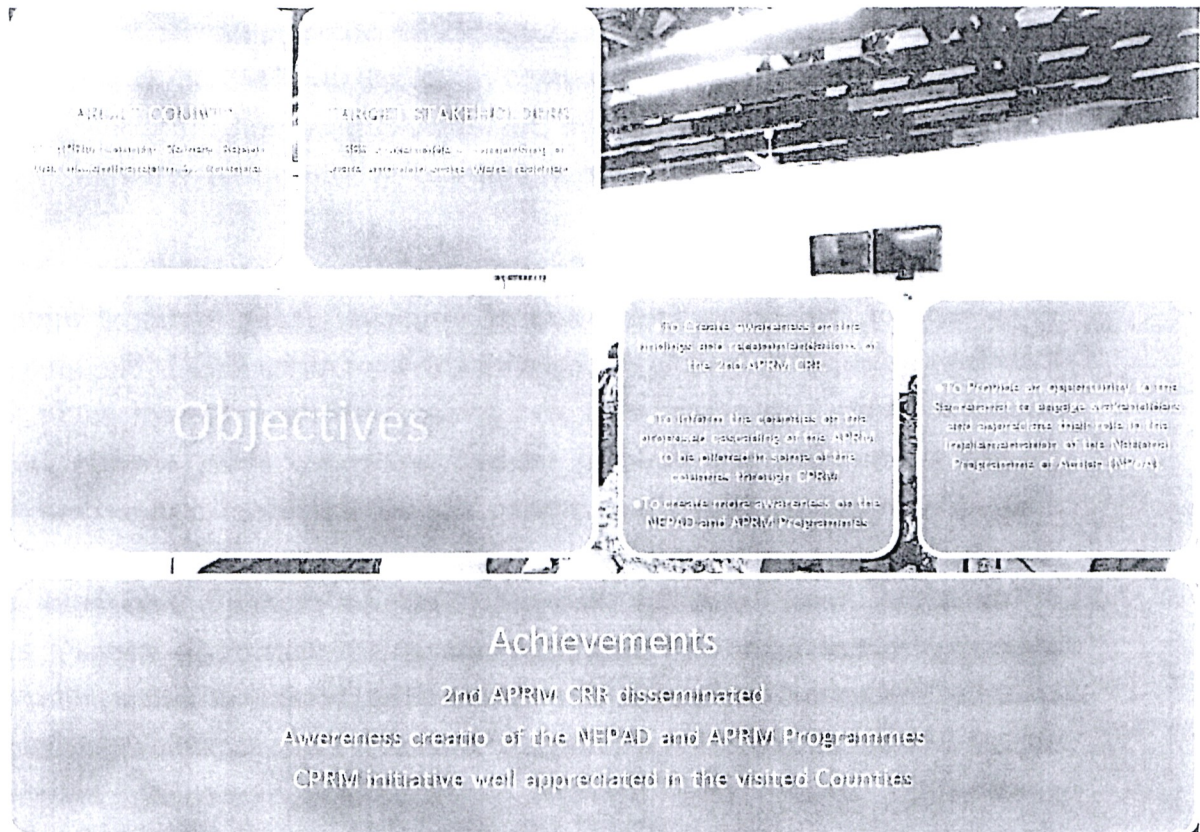 TARGET STAKEHOLDERS
Objectives
To Create awareness on the
findings and recommendations of
the 2nd APRM CRR
•To inform the counties on the
proposed cascading of the APRM
to be piloted in some of the
counties through CPRM
•To create more awareness on the
NEPAD and APRM Programmes
•To Provide an opportunity to the
Secretariat to engage stakeholders
and appreciate their role in the
implementation of the National
Programme of Action (NPoA)
Achievements
2nd APRM CRR disseminated
Awereness creatio of the NEPAD and APRM Programmes
CPRM initiative well appreciated in the visited Counties